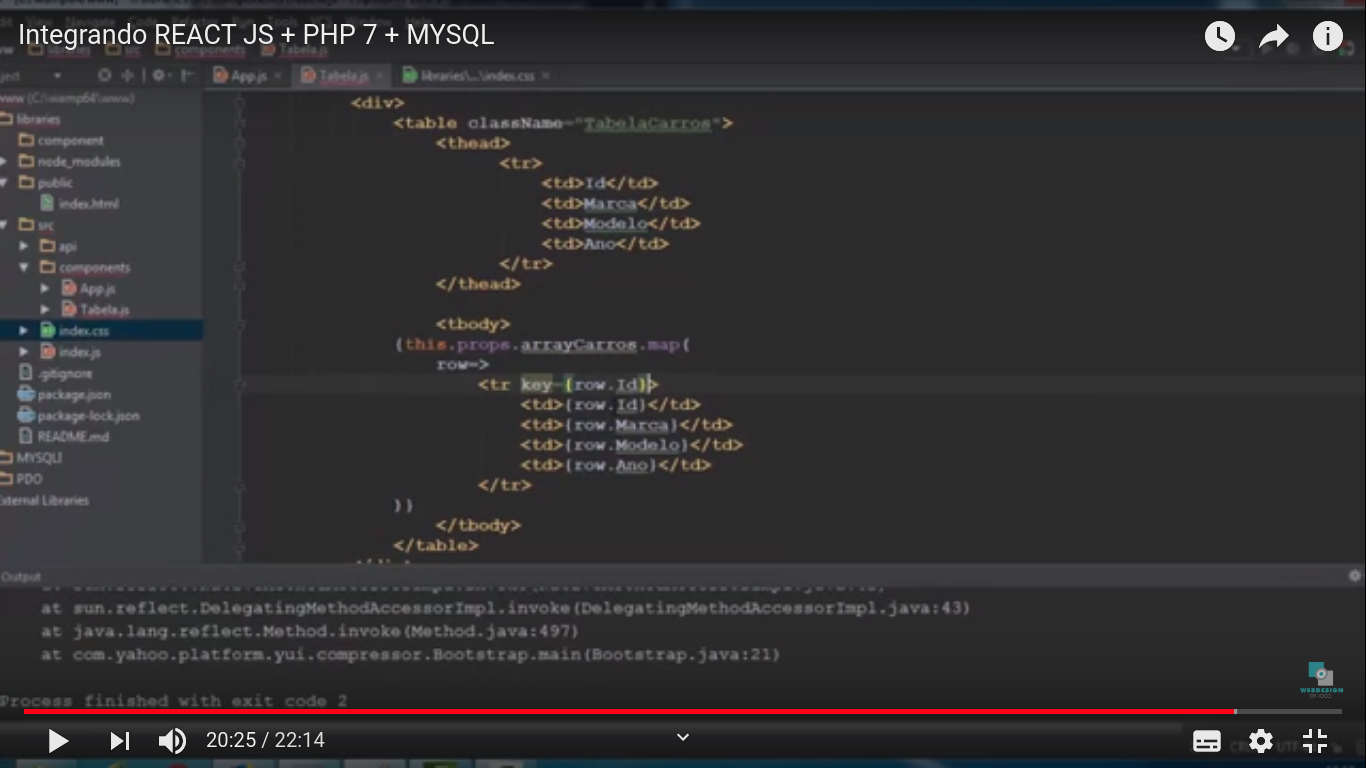 Integrando REACT JS + PHP 7 + MYSQL
App.js
Tabela.js
libraries\...\index.css
www (C:\wamp64\www)
libraries
component
node_modules
public
index.html
src
api
components
App.js
Tabela.js
index.css
index.js
.gitignore
package.json
package-lock.json
README.md
MYSQLI
PDO
External Libraries
<div>
<table className="TabelaCarros">
<thead>
<tr>
<td>Id</td>
<td>Marca</td>
<td>Modelo</td>
<td>Ano</td>
</tr>
</thead>
<tbody>
{this.props.arrayCarros.map(
row=>
<tr key={row.Id}>
<td>{row.Id}</td>
<td>{row.Marca}</td>
<td>{row.Modelo}</td>
<td>{row.Ano}</td>
</tr>
)}
</tbody>
</table>
Output
at sun.reflect.DelegatingMethodAccessorImpl.invoke(DelegatingMethodAccessorImpl.java:43)
at java.lang.reflect.Method.invoke(Method.java:497)
at com.yahoo.platform.yui.compressor.Bootstrap.main(Bootstrap.java:21)
Process finished with exit code 2
WEBDESIGN
20:25 / 22:14